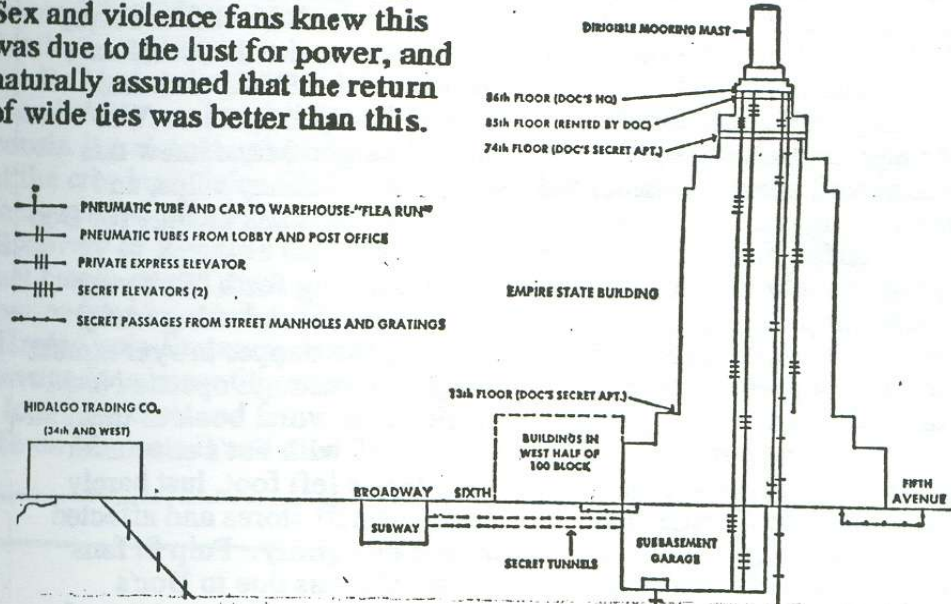 Sex and violence fans knew this
was due to the lust for power, and
naturally assumed that the return
of wide ties was better than this.
DIRIGIBLE MOORING MAST
86th FLOOR (DOC'S HQ)
85th FLOOR (RENTED BY DOC)
74th FLOOR (DOC'S SECRET APT.)
PNEUMATIC TUBE AND CAR TO WAREHOUSE-"FLEA RUN"
PNEUMATIC TUBES FROM LOBBY AND POST OFFICE
PRIVATE EXPRESS ELEVATOR
SECRET ELEVATORS (2)
SECRET PASSAGES FROM STREET MANHOLES AND GRATINGS
EMPIRE STATE BUILDING
FLOOR (DOC'S SECRET APT.)
HIDALGO TRADING CO.
(34th AND WEST)
BUILDINGS IN
WEST HALF OF
100 BLOCK
BROADWAY
SIXTH
FIFTH
AVENUE
SUBWAY
SECRET TUNNELS
SUBBASEMENT
GARAGE